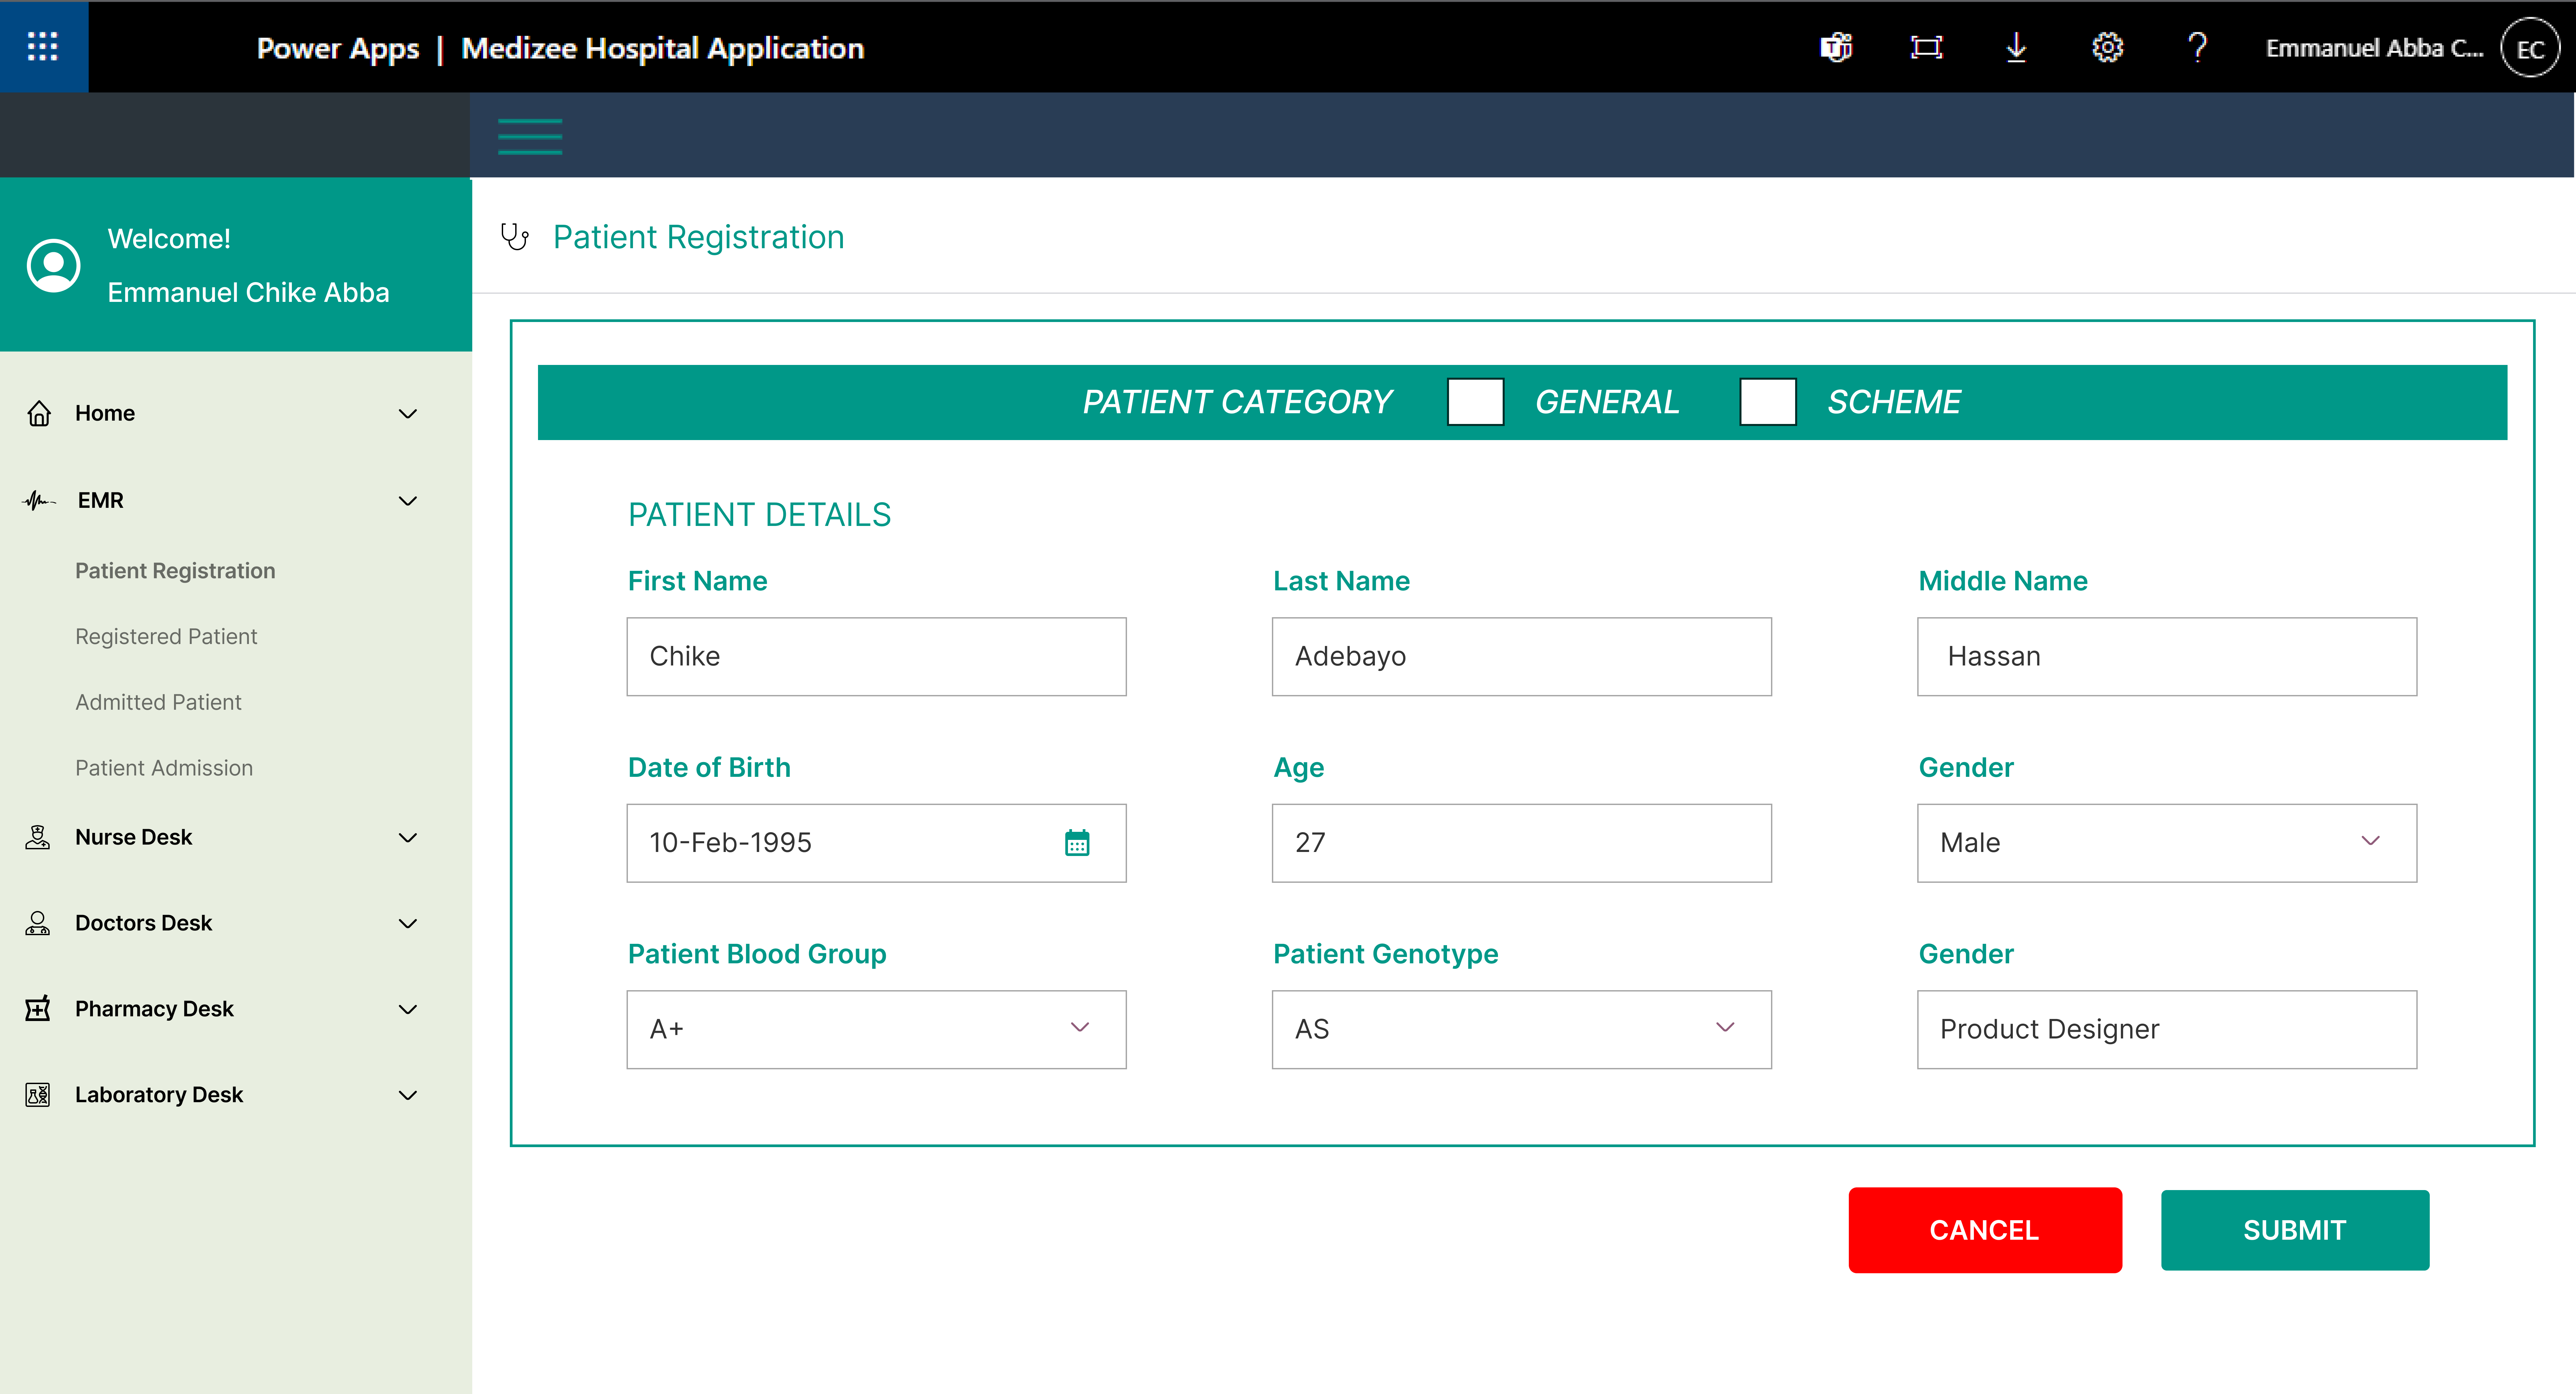 Power Apps | Medizee Hospital Application
Emmanuel Abba C...
EC
Welcome!
Emmanuel Chike Abba
Home
EMR
Patient Registration
Registered Patient
Admitted Patient
Patient Admission
Nurse Desk
Doctors Desk
Pharmacy Desk
Laboratory Desk
Patient Registration
PATIENT CATEGORY GENERAL SCHEME
PATIENT DETAILS
First Name Last Name Middle Name
Chike Adebayo Hassan
Date of Birth Age Gender
10-Feb-1995 27 Male
Patient Blood Group Patient Genotype Gender
A+ AS Product Designer
CANCEL SUBMIT